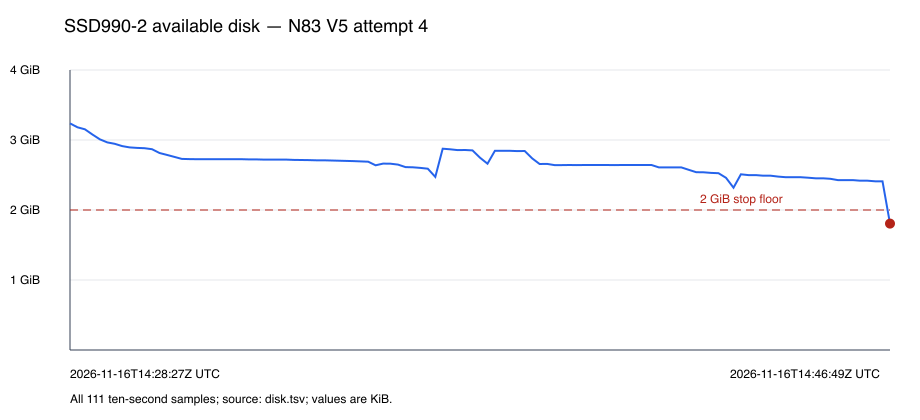 SSD990-2 available disk — N83 V5 attempt 4
4 GiB
3 GiB
2 GiB stop floor
2 GiB
1 GiB
2026-11-16T14:28:27Z UTC
2026-11-16T14:46:49Z UTC
All 111 ten-second samples; source: disk.tsv; values are KiB.